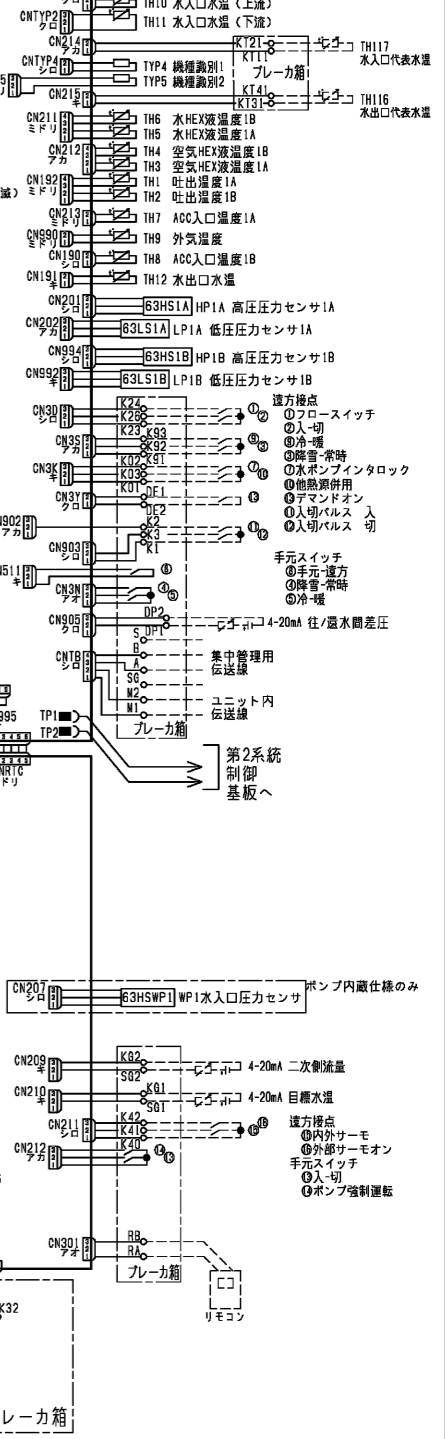 TH10 水入口水温(上流)
CNTYP2 クロ
TH11 水入口水温(下流)
CN214 アカ
KT21
KT11
TH117 水入口代表水温
ブレーカ箱
CNTYP4 シロ
TYP4 機種識別1
TYP5 機種識別2
CN215 キ
KT41
KT31
TH116 水出口代表水温
CN211 ミドリ
TH6 水HEX液温度1B
TH5 水HEX液温度1A
CN212 アカ
TH4 空気HEX液温度1B
TH3 空気HEX液温度1A
CN192 ミドリ
TH1 吐出温度1A
TH2 吐出温度1B
CN213 ミドリ
TH7 ACC入口温度1A
CN990 ミドリ
TH9 外気温度
CN190 シロ
TH8 ACC入口温度1B
CN191 キ
TH12 水出口水温
CN201 シロ
63HS1A HP1A 高圧圧力センサ1A
CN202 アカ
63LS1A LP1A 低圧圧力センサ1A
CN994 シロ
63HS1B HP1B 高圧圧力センサ1B
CN992 キ
63LS1B LP1B 低圧圧力センサ1B
CN3D シロ
K24
K26
K23
①
②
CN3S アカ
K93
K92
K91
⑨
③
CN3K キ
K02
K03
K01
⑦
⑩
CN3Y クロ
DE1
DE2
⑬
N902 アカ
K2
K3
K1
⑪
⑫
CN903 シロ
遠方接点
①フロースイッチ
②入-切
⑨冷-暖
③降雪-常時
⑦水ポンプインタロック
⑩他熱源併用
⑬デマンドオン
⑪入切パルス 入
⑫入切パルス 切
N511 キ
⑥
CN3N アオ
④
⑤
手元スイッチ
⑥手元-遠方
④降雪-常時
⑤冷-暖
CN905 クロ
DP2
DP1
4-20mA 往/還水間差圧
CNTB シロ
S
B
A
SG
M2
M1
集中管理用
伝送線
ユニット内
伝送線
ブレーカ箱
995
TP1
TP2
NRTC
ドリ
第2系統
制御
基板へ
CN207 シロ
63HSWP1 WP1水入口圧力センサ
ポンプ内蔵仕様のみ
CN209 キ
KG2
SG2
4-20mA 二次側流量
CN210 キ
KG1
SG1
4-20mA 目標水温
CN211 シロ
K42
K41
K40
⑯
⑮
CN212 アカ
⑭
⑬
遠方接点
⑮内外サーモ
⑯外部サーモオン
手元スイッチ
⑬入-切
⑭ポンプ強制運転
CN301 アオ
RB
RA
ブレーカ箱
リモコン
K32
レーカ箱